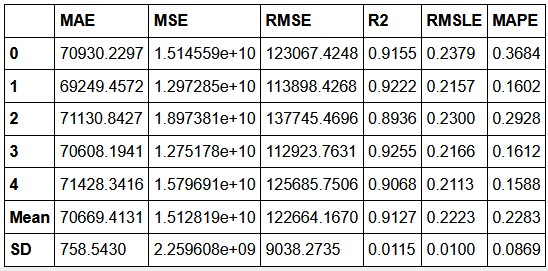 MAE MSE RMSE R2 RMSLE MAPE
0 70930.2297 1.514559e+10 123067.4248 0.9155 0.2379 0.3684
1 69249.4572 1.297285e+10 113898.4268 0.9222 0.2157 0.1602
2 71130.8427 1.897381e+10 137745.4696 0.8936 0.2300 0.2928
3 70608.1941 1.275178e+10 112923.7631 0.9255 0.2166 0.1612
4 71428.3416 1.579691e+10 125685.7506 0.9068 0.2113 0.1588
Mean 70669.4131 1.512819e+10 122664.1670 0.9127 0.2223 0.2283
SD 758.5430 2.259608e+09 9038.2735 0.0115 0.0100 0.0869